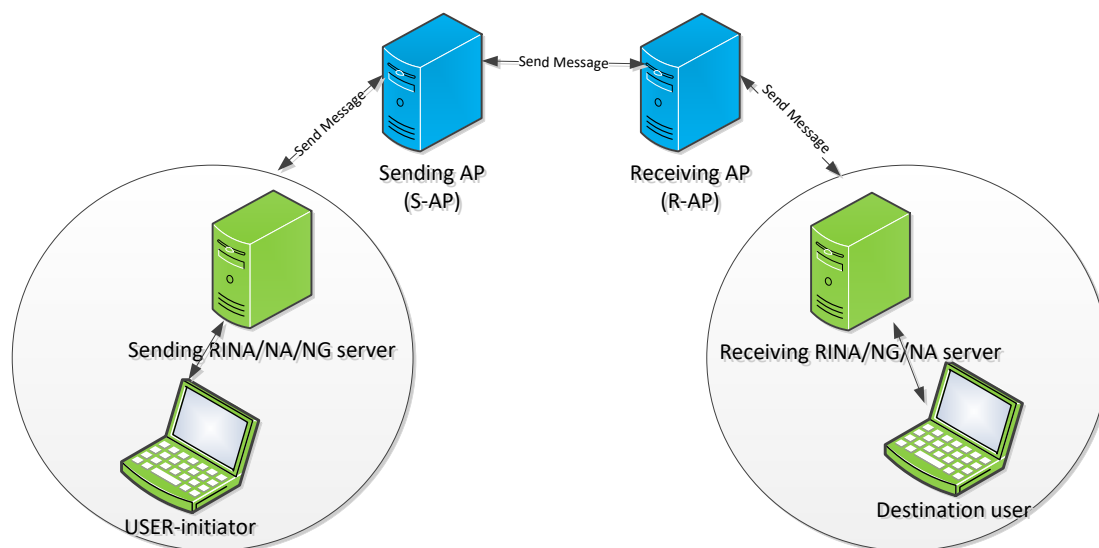 Send Message
Send Message
Send Message
Sending AP
(S-AP)
Receiving AP
(R-AP)
Sending RINA/NA/NG server
Receiving RINA/NG/NA server
USER-initiator
Destination user